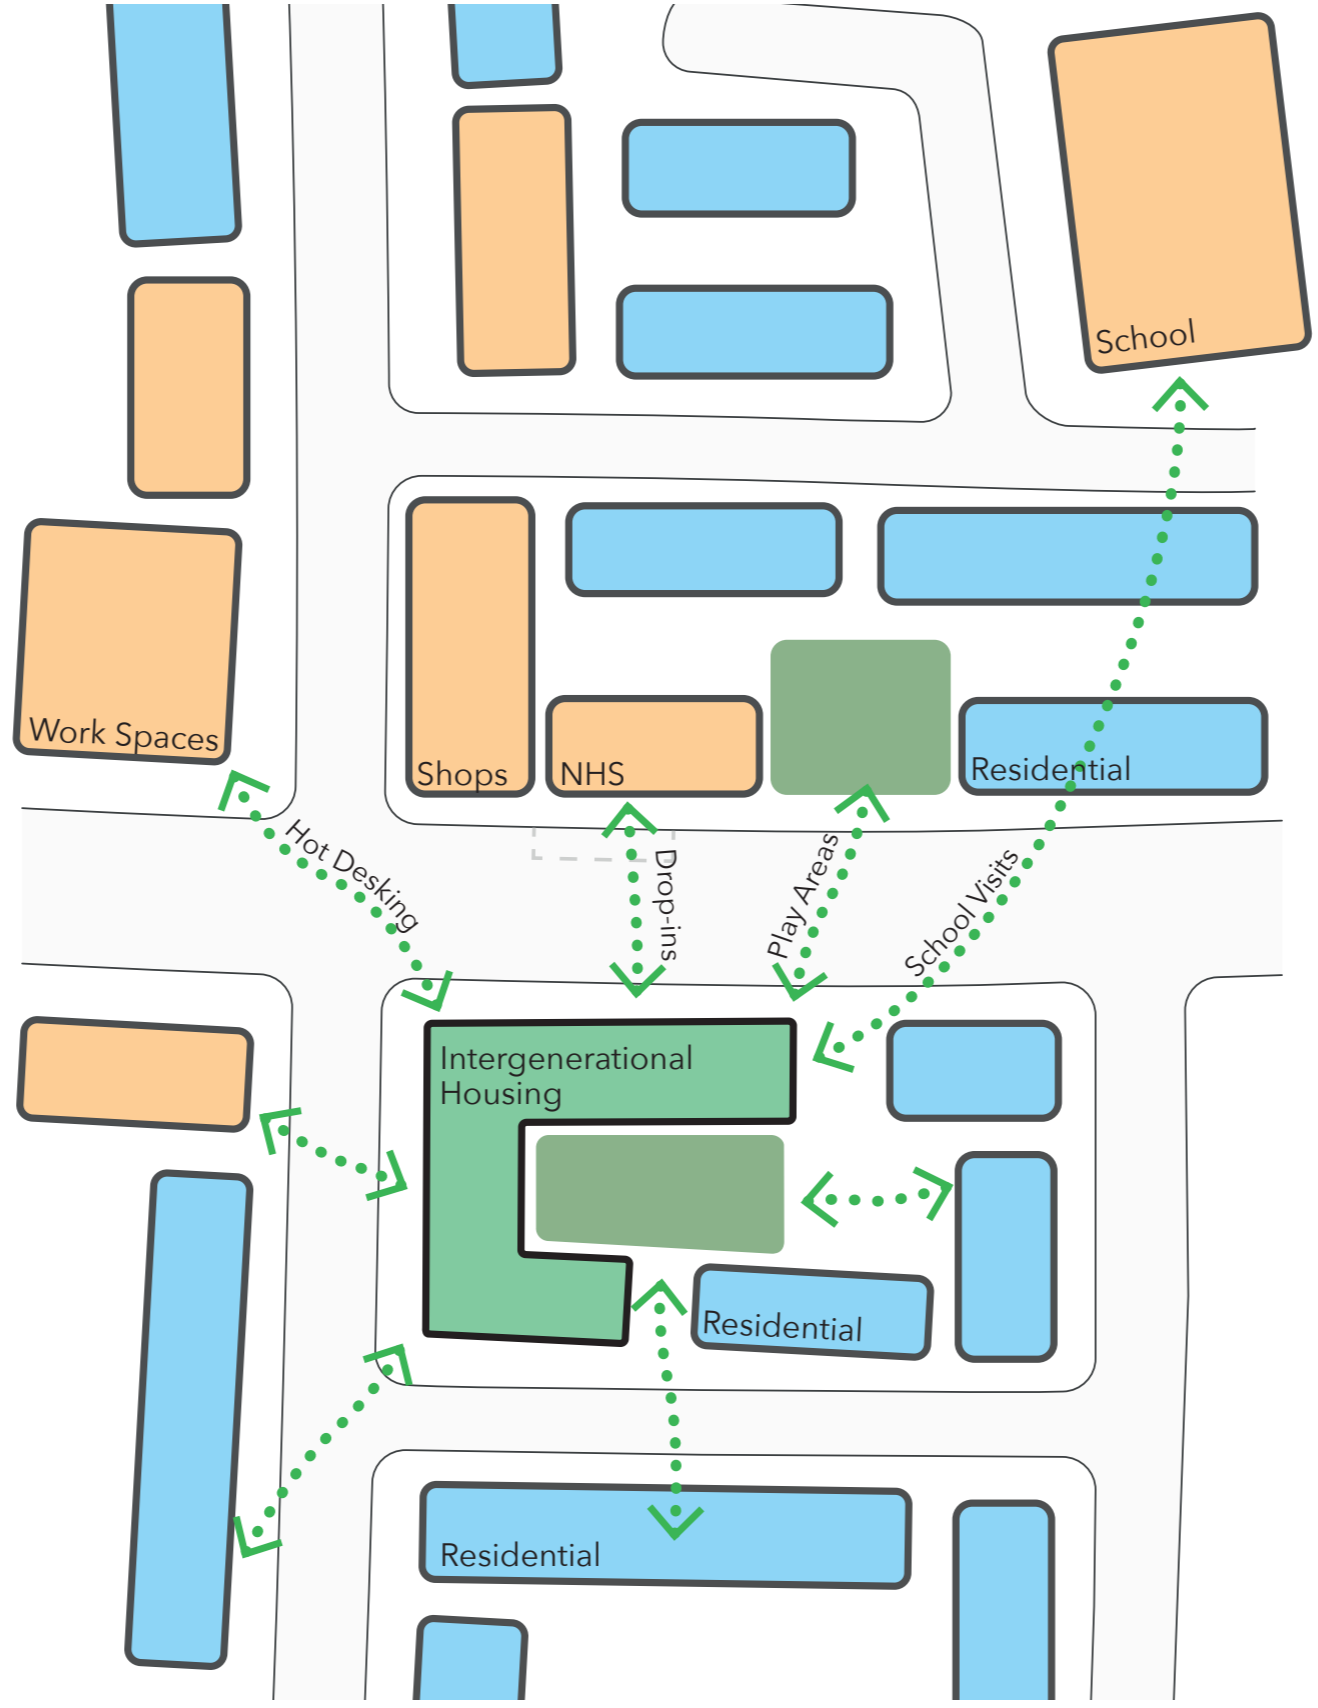 School
Work Spaces
Shops
NHS
Residential
Hot Desking
Drop-ins
Play Areas
School Visits
Intergenerational
Housing
Residential
Residential